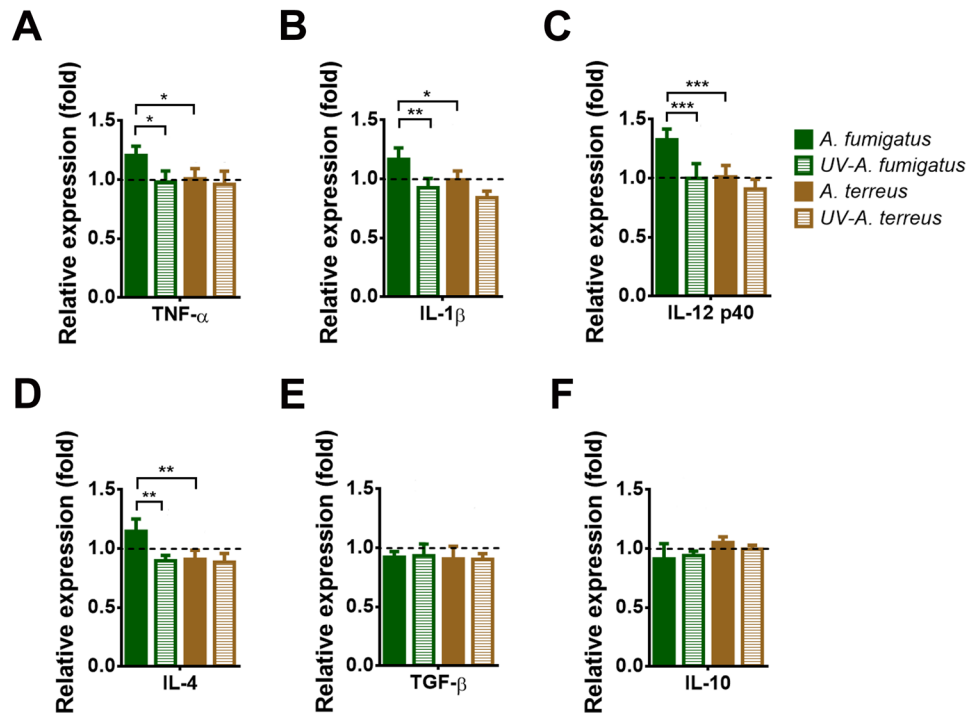 A
Relative expression (fold)
1.5
1.0
0.5
0.0
*
*
TNF-α
B
Relative expression (fold)
1.5
1.0
0.5
0.0
*
**
IL-1β
C
Relative expression (fold)
1.5
1.0
0.5
0.0
***
***
IL-12 p40
A. fumigatus
UV-A. fumigatus
A. terreus
UV-A. terreus
D
Relative expression (fold)
1.5
1.0
0.5
0.0
**
**
IL-4
E
Relative expression (fold)
1.5
1.0
0.5
0.0
TGF-β
F
Relative expression (fold)
1.5
1.0
0.5
0.0
IL-10